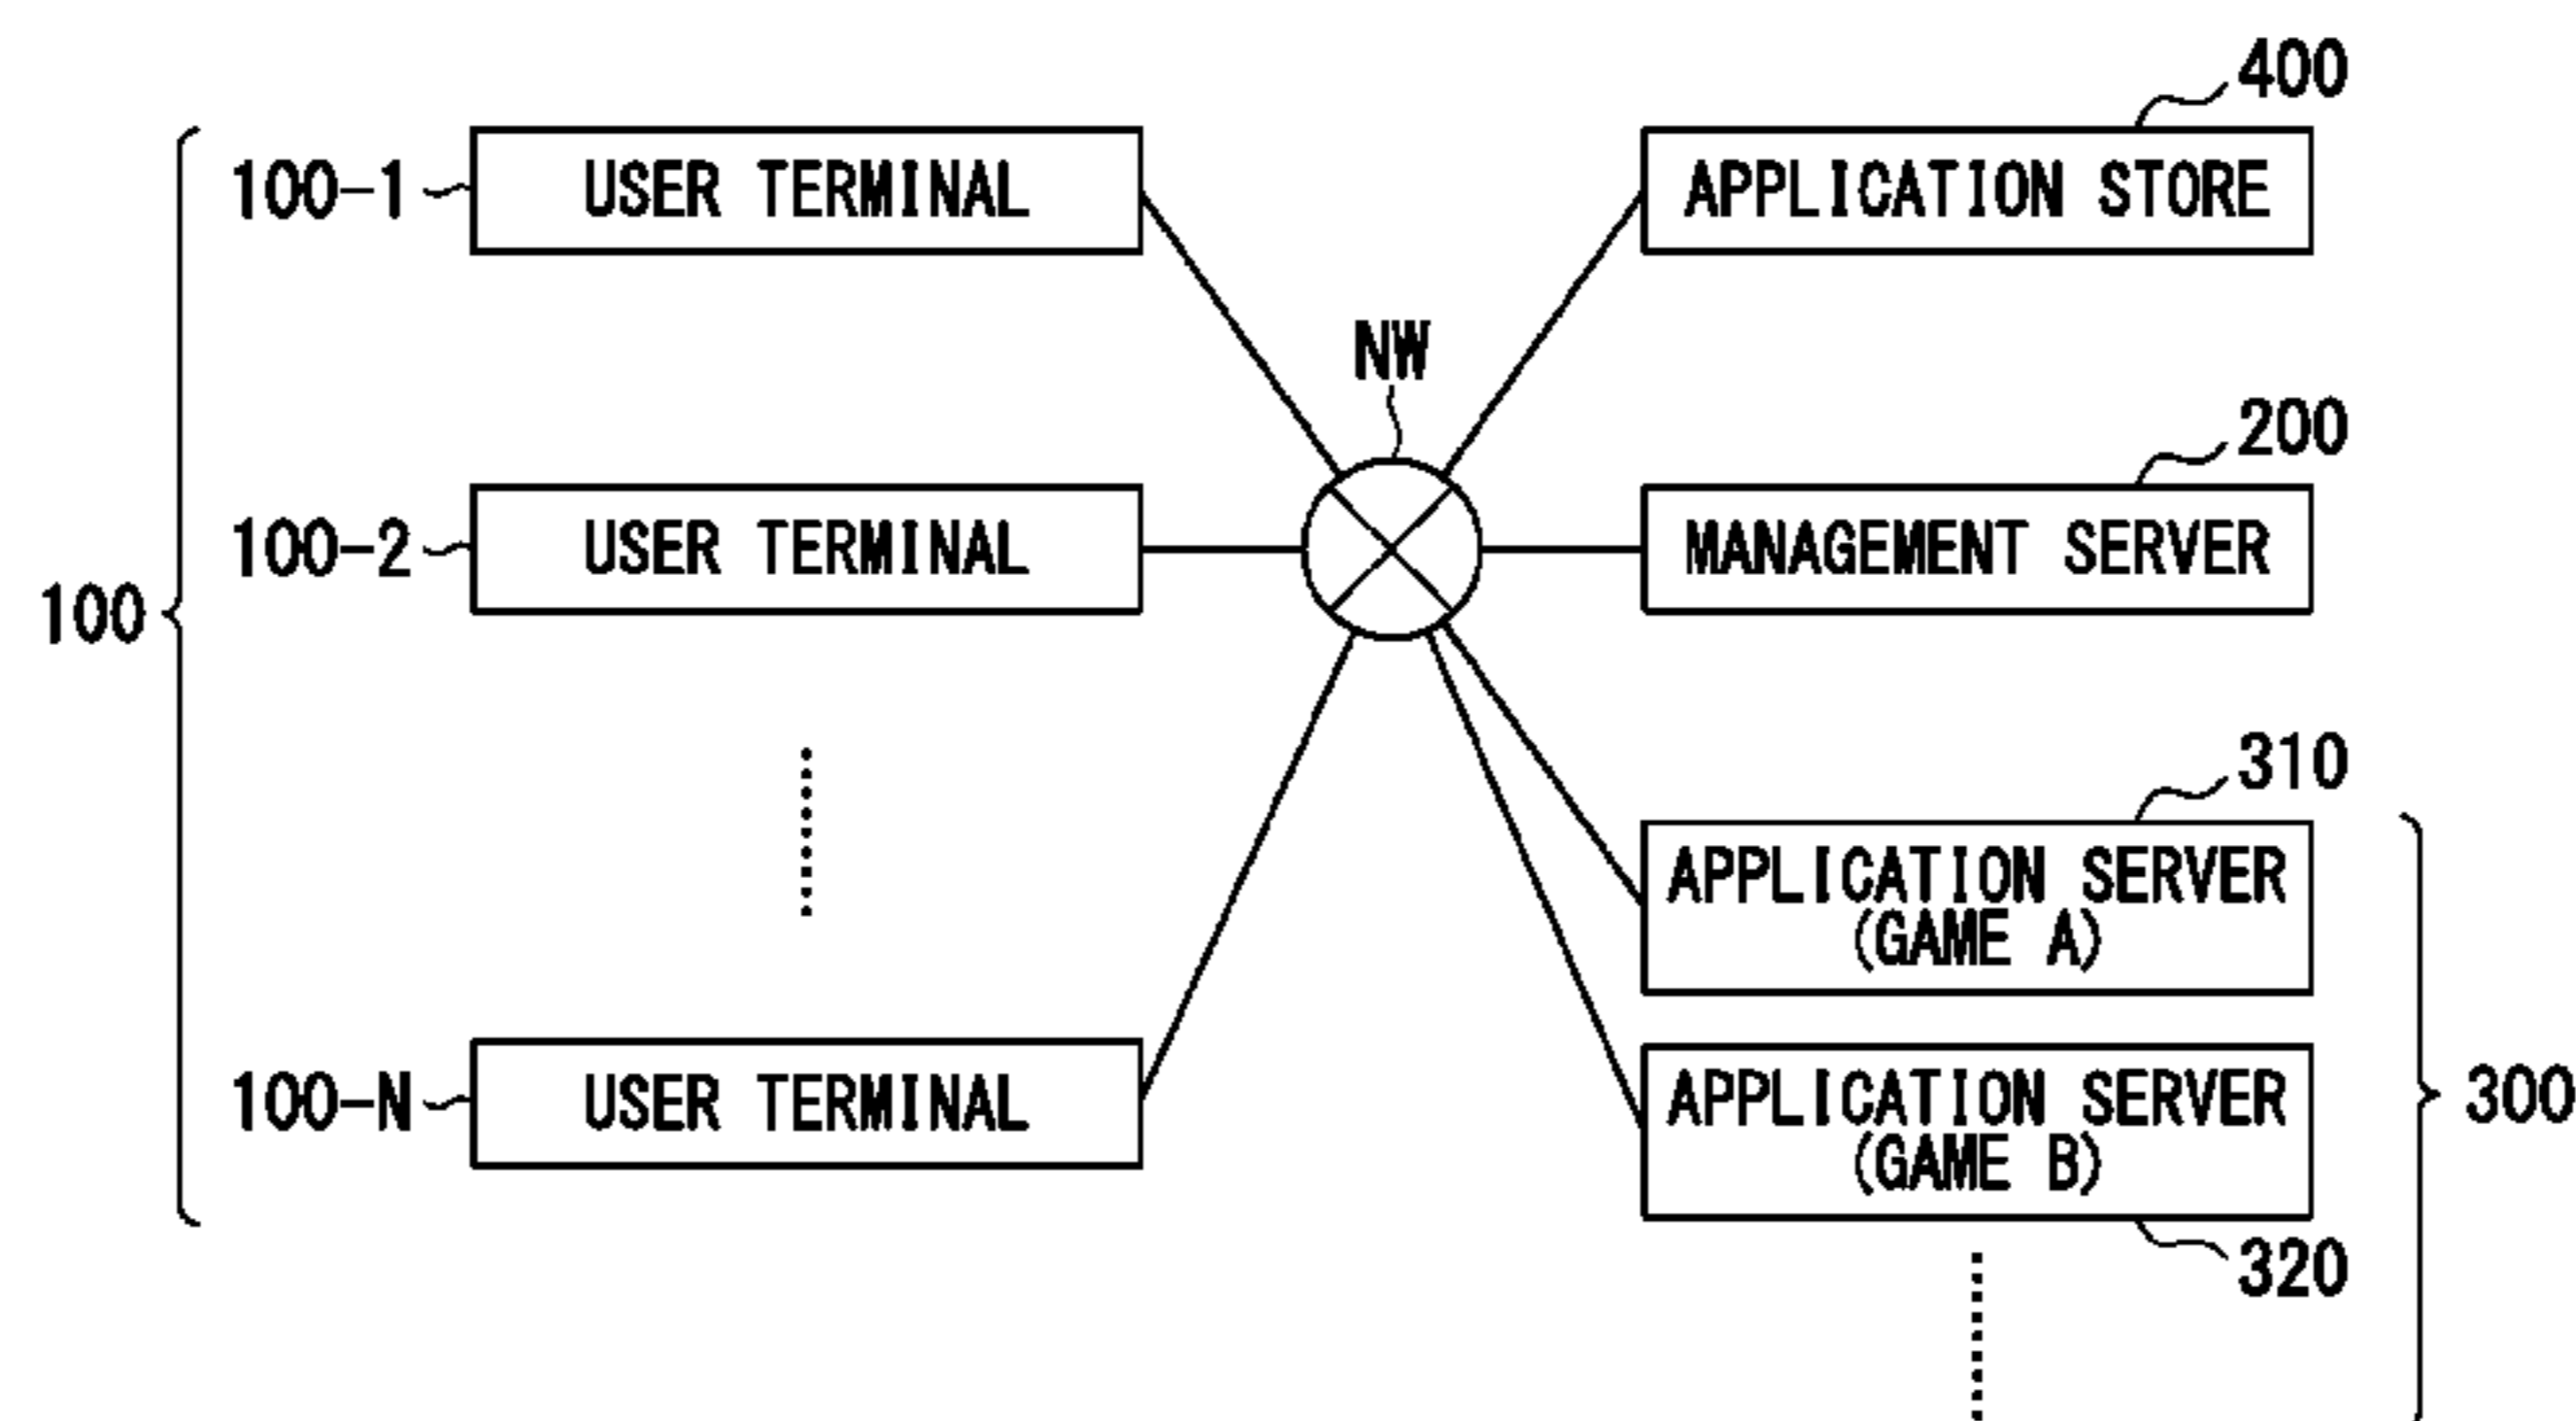 400
100-1
USER TERMINAL
APPLICATION STORE
NW
200
100-2
USER TERMINAL
MANAGEMENT SERVER
100
310
APPLICATION SERVER
(GAME A)
100-N
USER TERMINAL
APPLICATION SERVER
(GAME B)
300
320